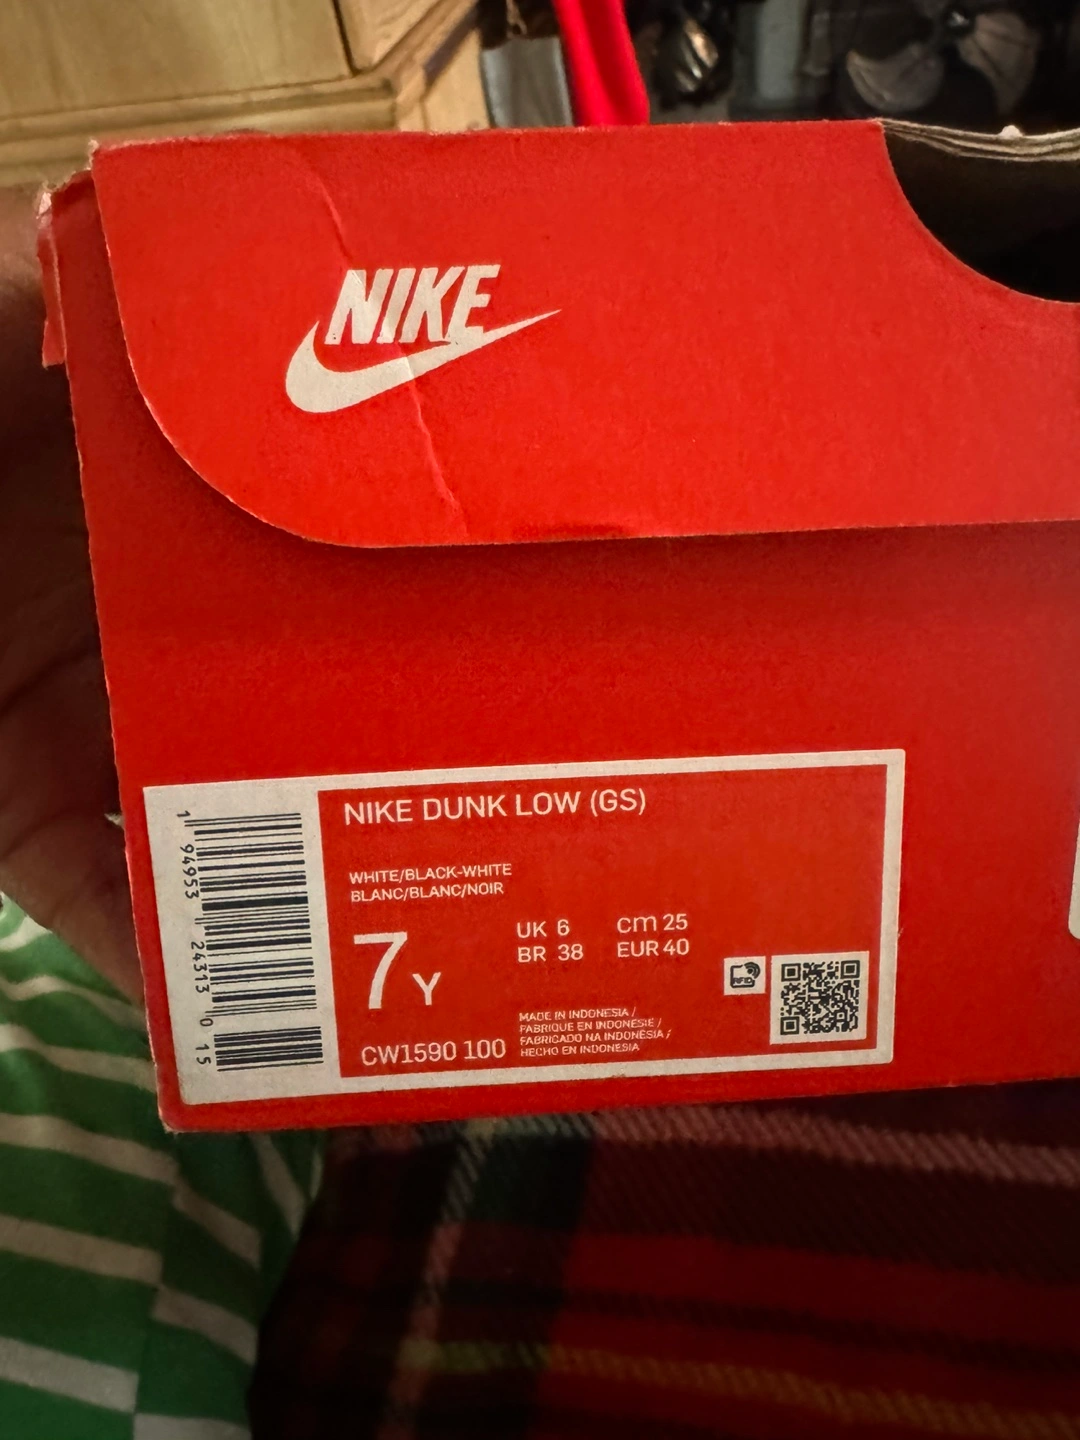 NIKE
NIKE DUNK LOW (GS)
WHITE/BLACK-WHITE
BLANC/BLANC/NOIR
7Y
UK 6 cm 25
BR 38 EUR 40
CW1590 100
MADE IN INDONESIA /
FABRIQUE EN INDONESIE /
FABRICADO NA INDONESIA /
HECHO EN INDONESIA
RFID
1 94953 24313 0 15